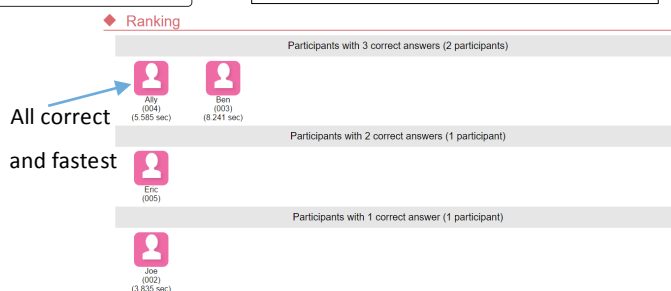 Ranking
Participants with 3 correct answers (2 participants)
Ally
(004)
(5.585 sec)
Ben
(003)
(8.241 sec)
All correct
and fastest
Participants with 2 correct answers (1 participant)
Eric
(005)
Participants with 1 correct answer (1 participant)
Joe
(002)
(3.835 sec)